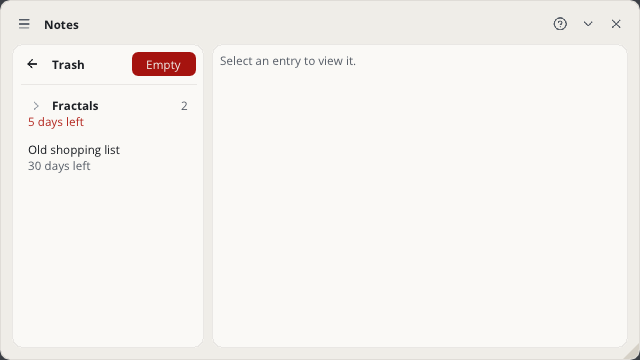 Notes
Trash
Empty
Fractals 2
5 days left
Old shopping list
30 days left
Select an entry to view it.